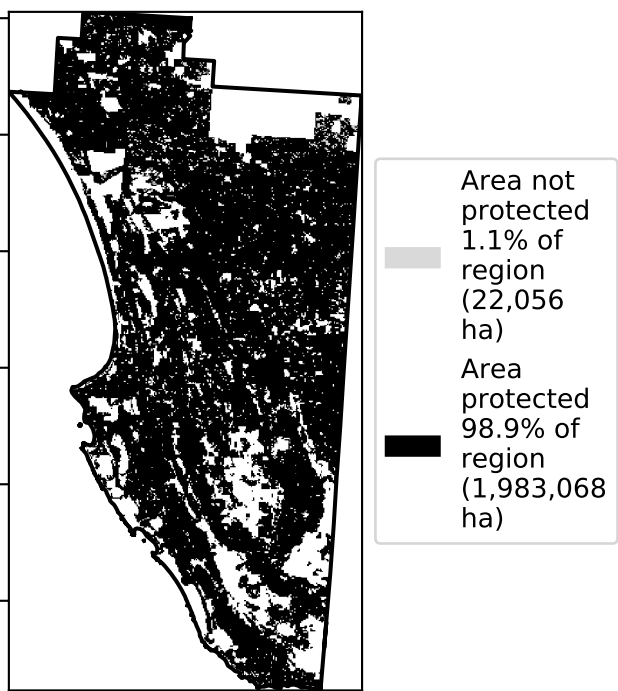 Area not
protected
1.1% of
region
(22,056
ha)
Area
protected
98.9% of
region
(1,983,068
ha)